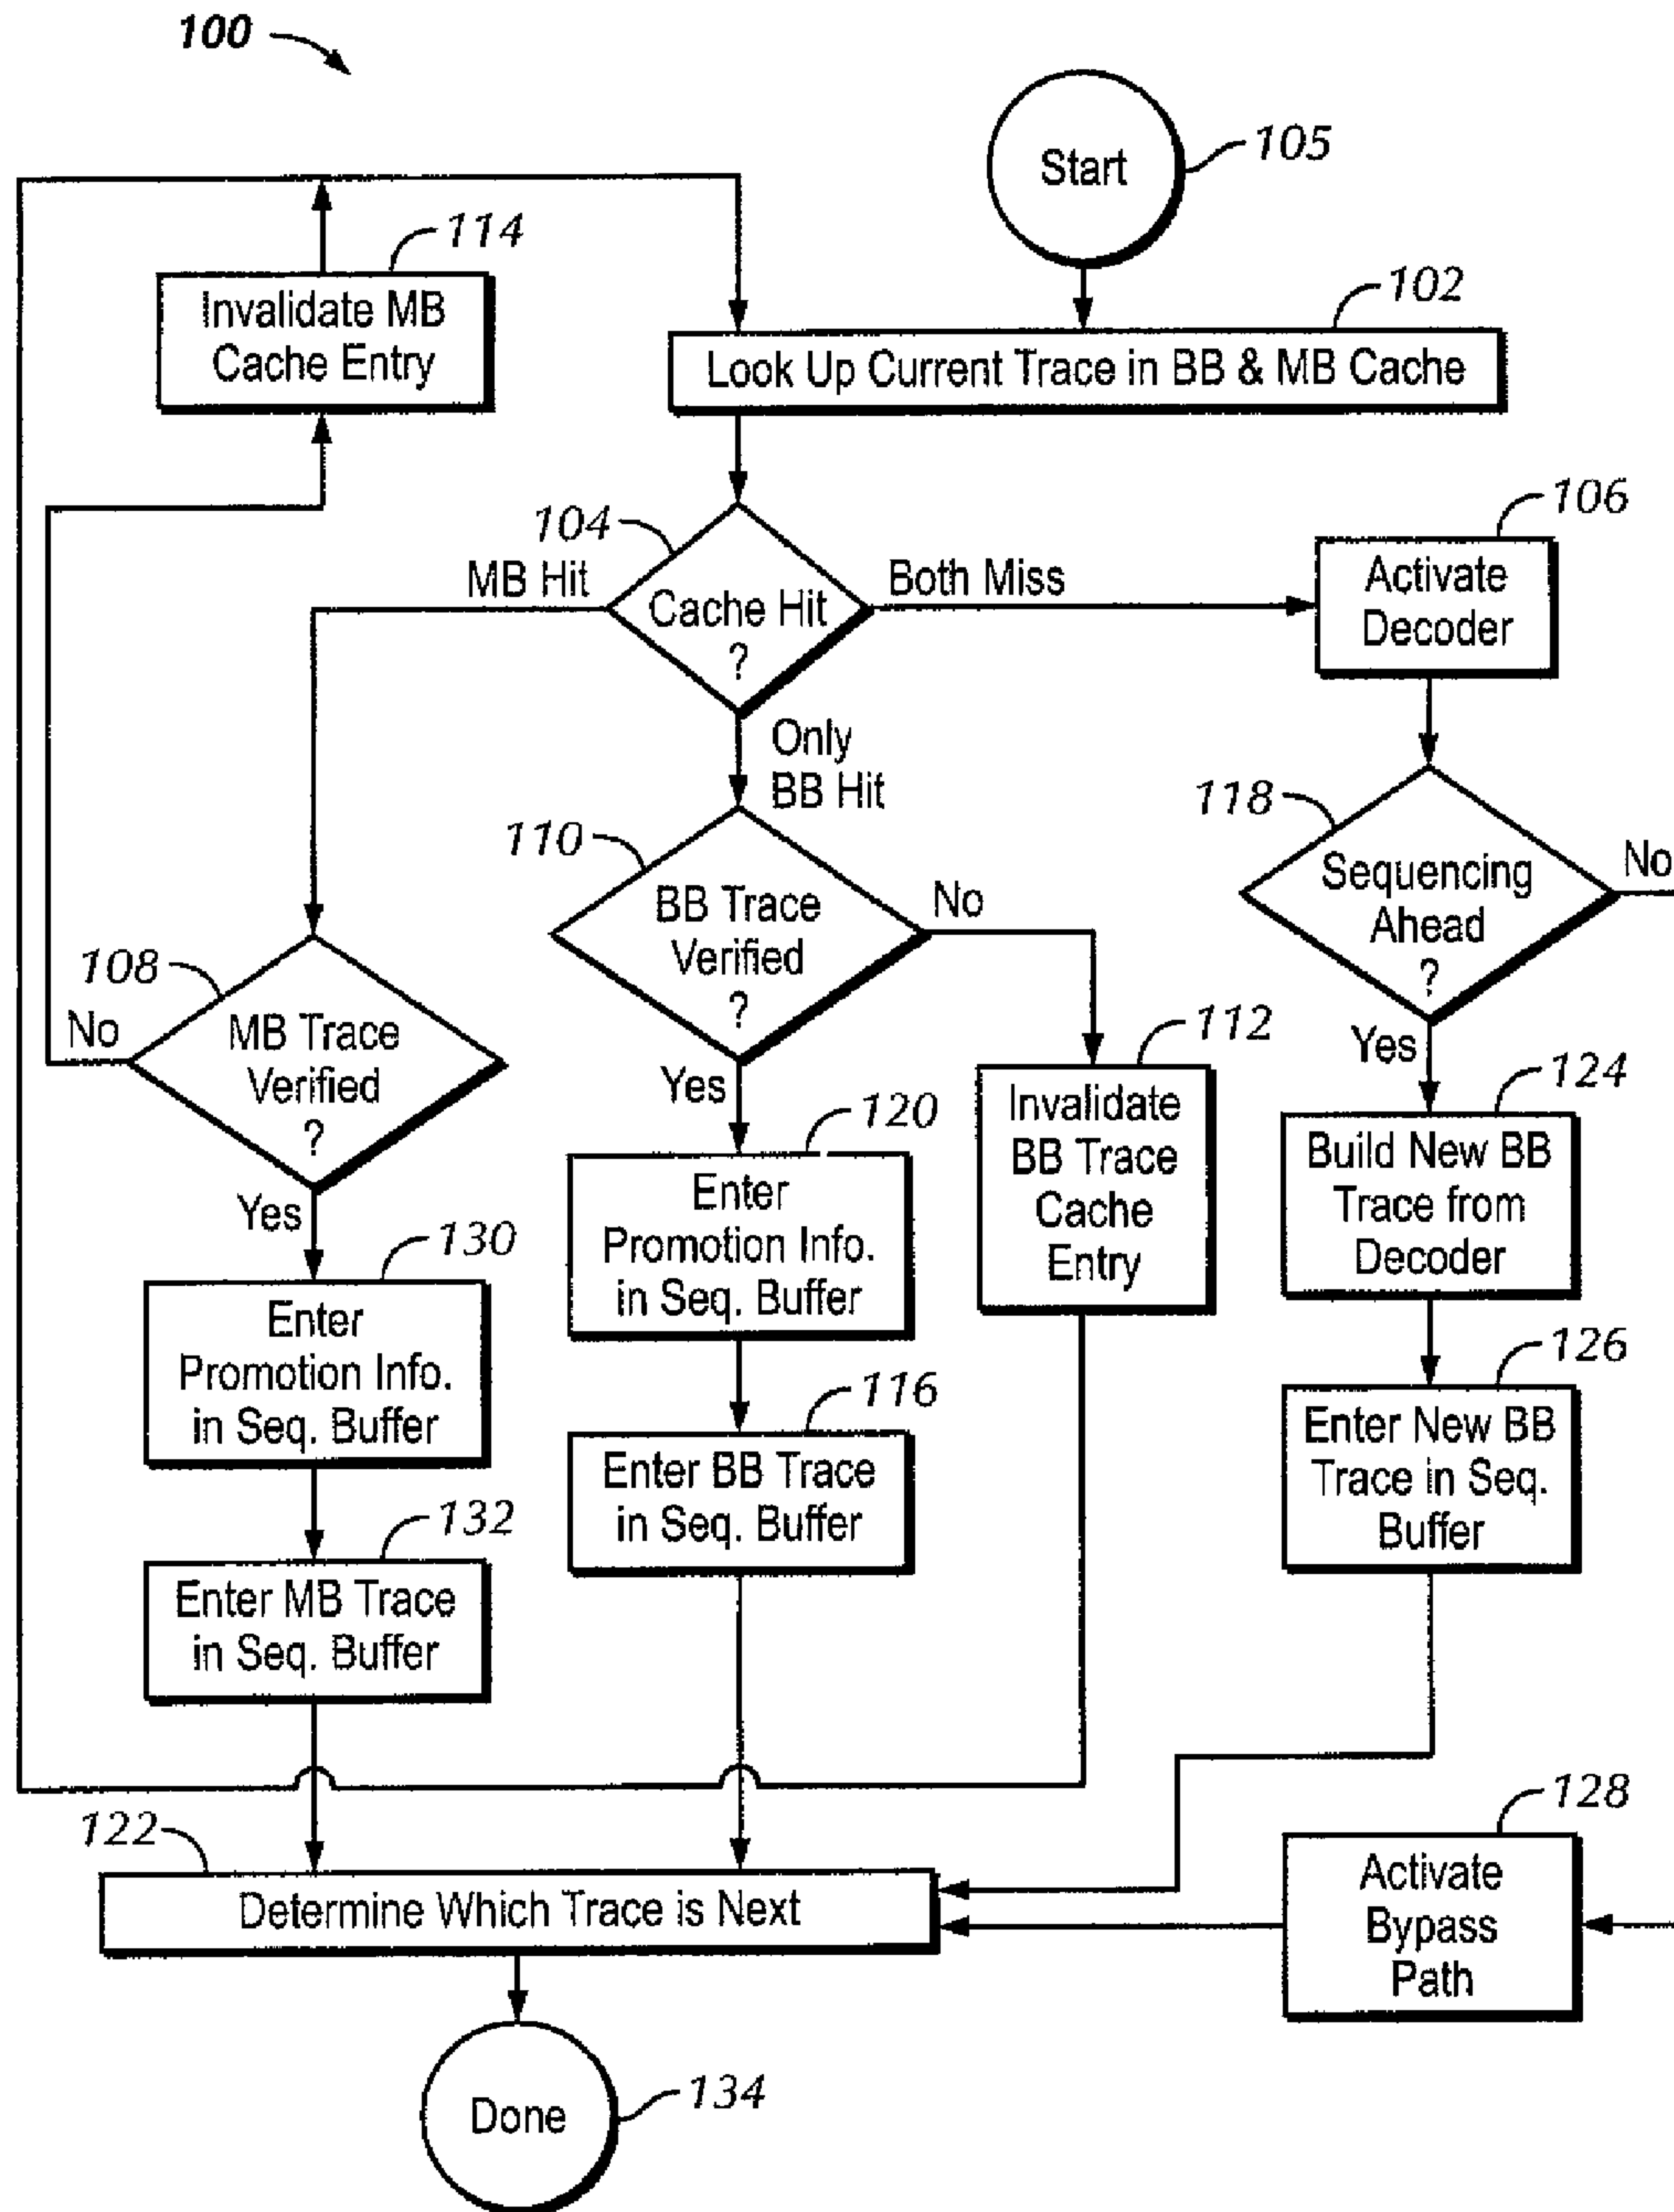 100
Start
105
114
Invalidate MB
Cache Entry
102
Look Up Current Trace in BB & MB Cache
104
MB Hit
Cache Hit
?
Both Miss
106
Activate
Decoder
Only
BB Hit
118
Sequencing
Ahead
?
No
Yes
110
BB Trace
Verified
?
No
Yes
108
No
MB Trace
Verified
?
Yes
112
Invalidate
BB Trace
Cache
Entry
124
Build New BB
Trace from
Decoder
120
Enter
Promotion Info.
in Seq. Buffer
130
Enter
Promotion Info.
in Seq. Buffer
126
Enter New BB
Trace in Seq.
Buffer
116
Enter BB Trace
in Seq. Buffer
132
Enter MB Trace
in Seq. Buffer
122
Determine Which Trace is Next
128
Activate
Bypass
Path
Done
134